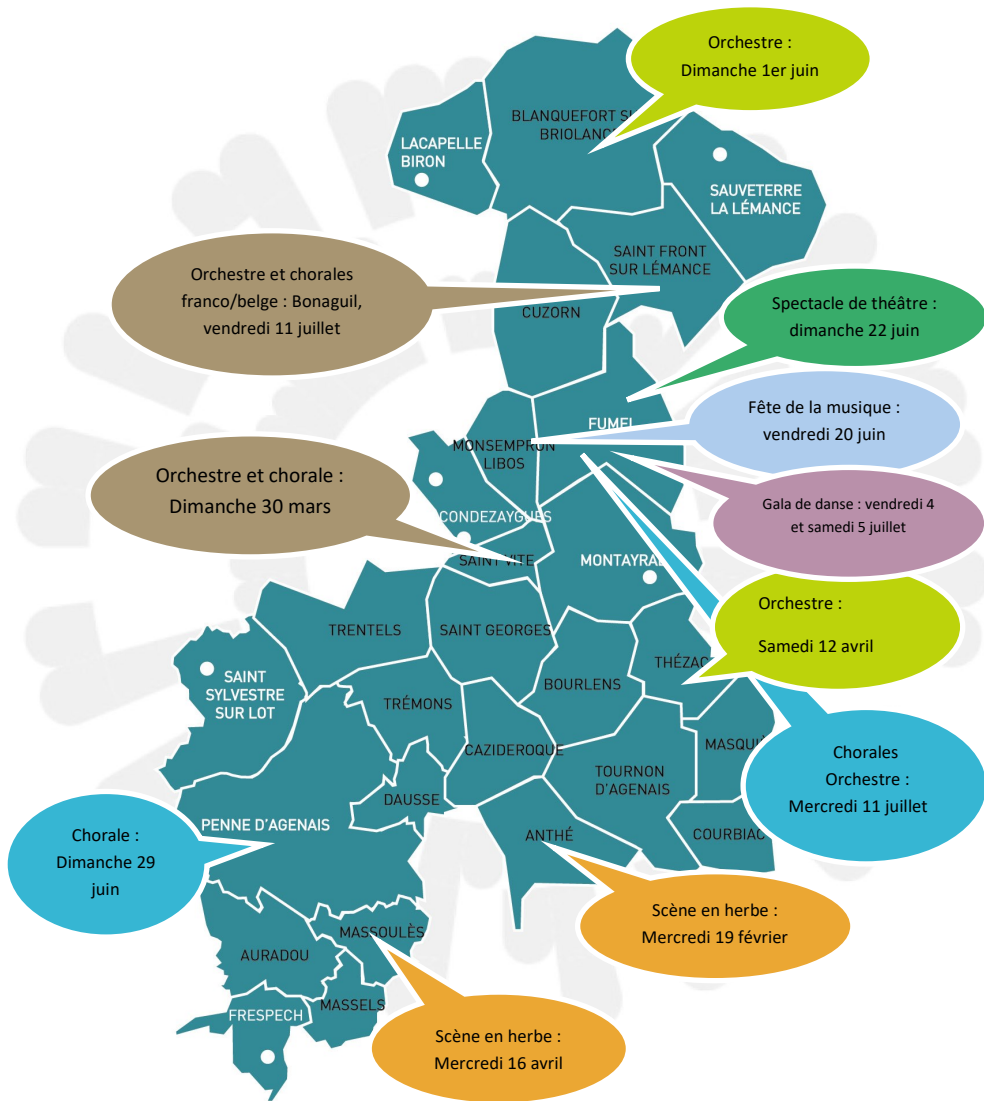 Orchestre :
Dimanche 1er juin
BLANQUEFORT SU
BRIOLANC
LACAPELLE
BIRON
SAUVETERRE
LA LÉMANCE
SAINT FRONT
SUR LÉMANCE
Orchestre et chorales
franco/belge : Bonaguil,
vendredi 11 juillet
CUZORN
Spectacle de théâtre :
dimanche 22 juin
Fête de la musique :
vendredi 20 juin
FUMEL
MONSEMPRON
LIBOS
Orchestre et chorale :
Dimanche 30 mars
Gala de danse : vendredi 4
et samedi 5 juillet
CONDEZAYGUES
SAINT VITE
MONTAYRAL
Orchestre :
Samedi 12 avril
TRENTELS
SAINT GEORGES
THÉZAC
BOURLENS
SAINT
SYLVESTRE
SUR LOT
TRÉMONS
CAZIDEROQUE
MASQUIÈ
TOURNON
D'AGENAIS
Chorales
Orchestre :
Mercredi 11 juillet
DAUSSE
PENNE D'AGENAIS
ANTHÉ
COURBIAC
Chorale :
Dimanche 29
juin
Scène en herbe :
Mercredi 19 février
MASSOULÈS
AURADOU
MASSELS
FRESPECH
Scène en herbe :
Mercredi 16 avril